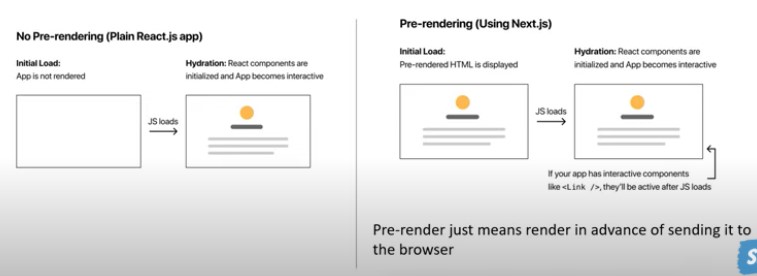 No Pre-rendering (Plain React.js app)
Initial Load:
App is not rendered
Hydration: React components are
initialized and App becomes interactive
JS loads
Pre-rendering (Using Next.js)
Initial Load:
Pre-rendered HTML is displayed
Hydration: React components are
initialized and App becomes interactive
JS loads
If your app has interactive components
like <Link />, they'll be active after JS loads
Pre-render just means render in advance of sending it to
the browser
S